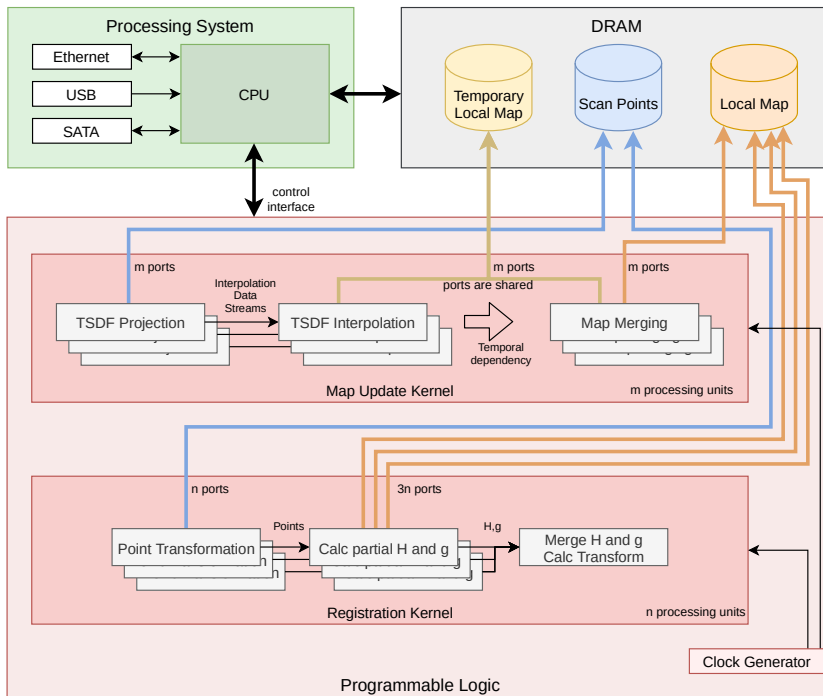 Processing System
Ethernet
USB
SATA
CPU
DRAM
Temporary
Local Map
Scan Points
Local Map
control
interface
m ports
Interpolation
Data
Streams
m ports
ports are shared
m ports
TSDF Projection
TSDF Interpolation
Temporal
dependency
Map Merging
Map Update Kernel
m processing units
n ports
3n ports
Point Transformation
Points
Calc partial H and g
H,g
Merge H and g
Calc Transform
Registration Kernel
n processing units
Clock Generator
Programmable Logic